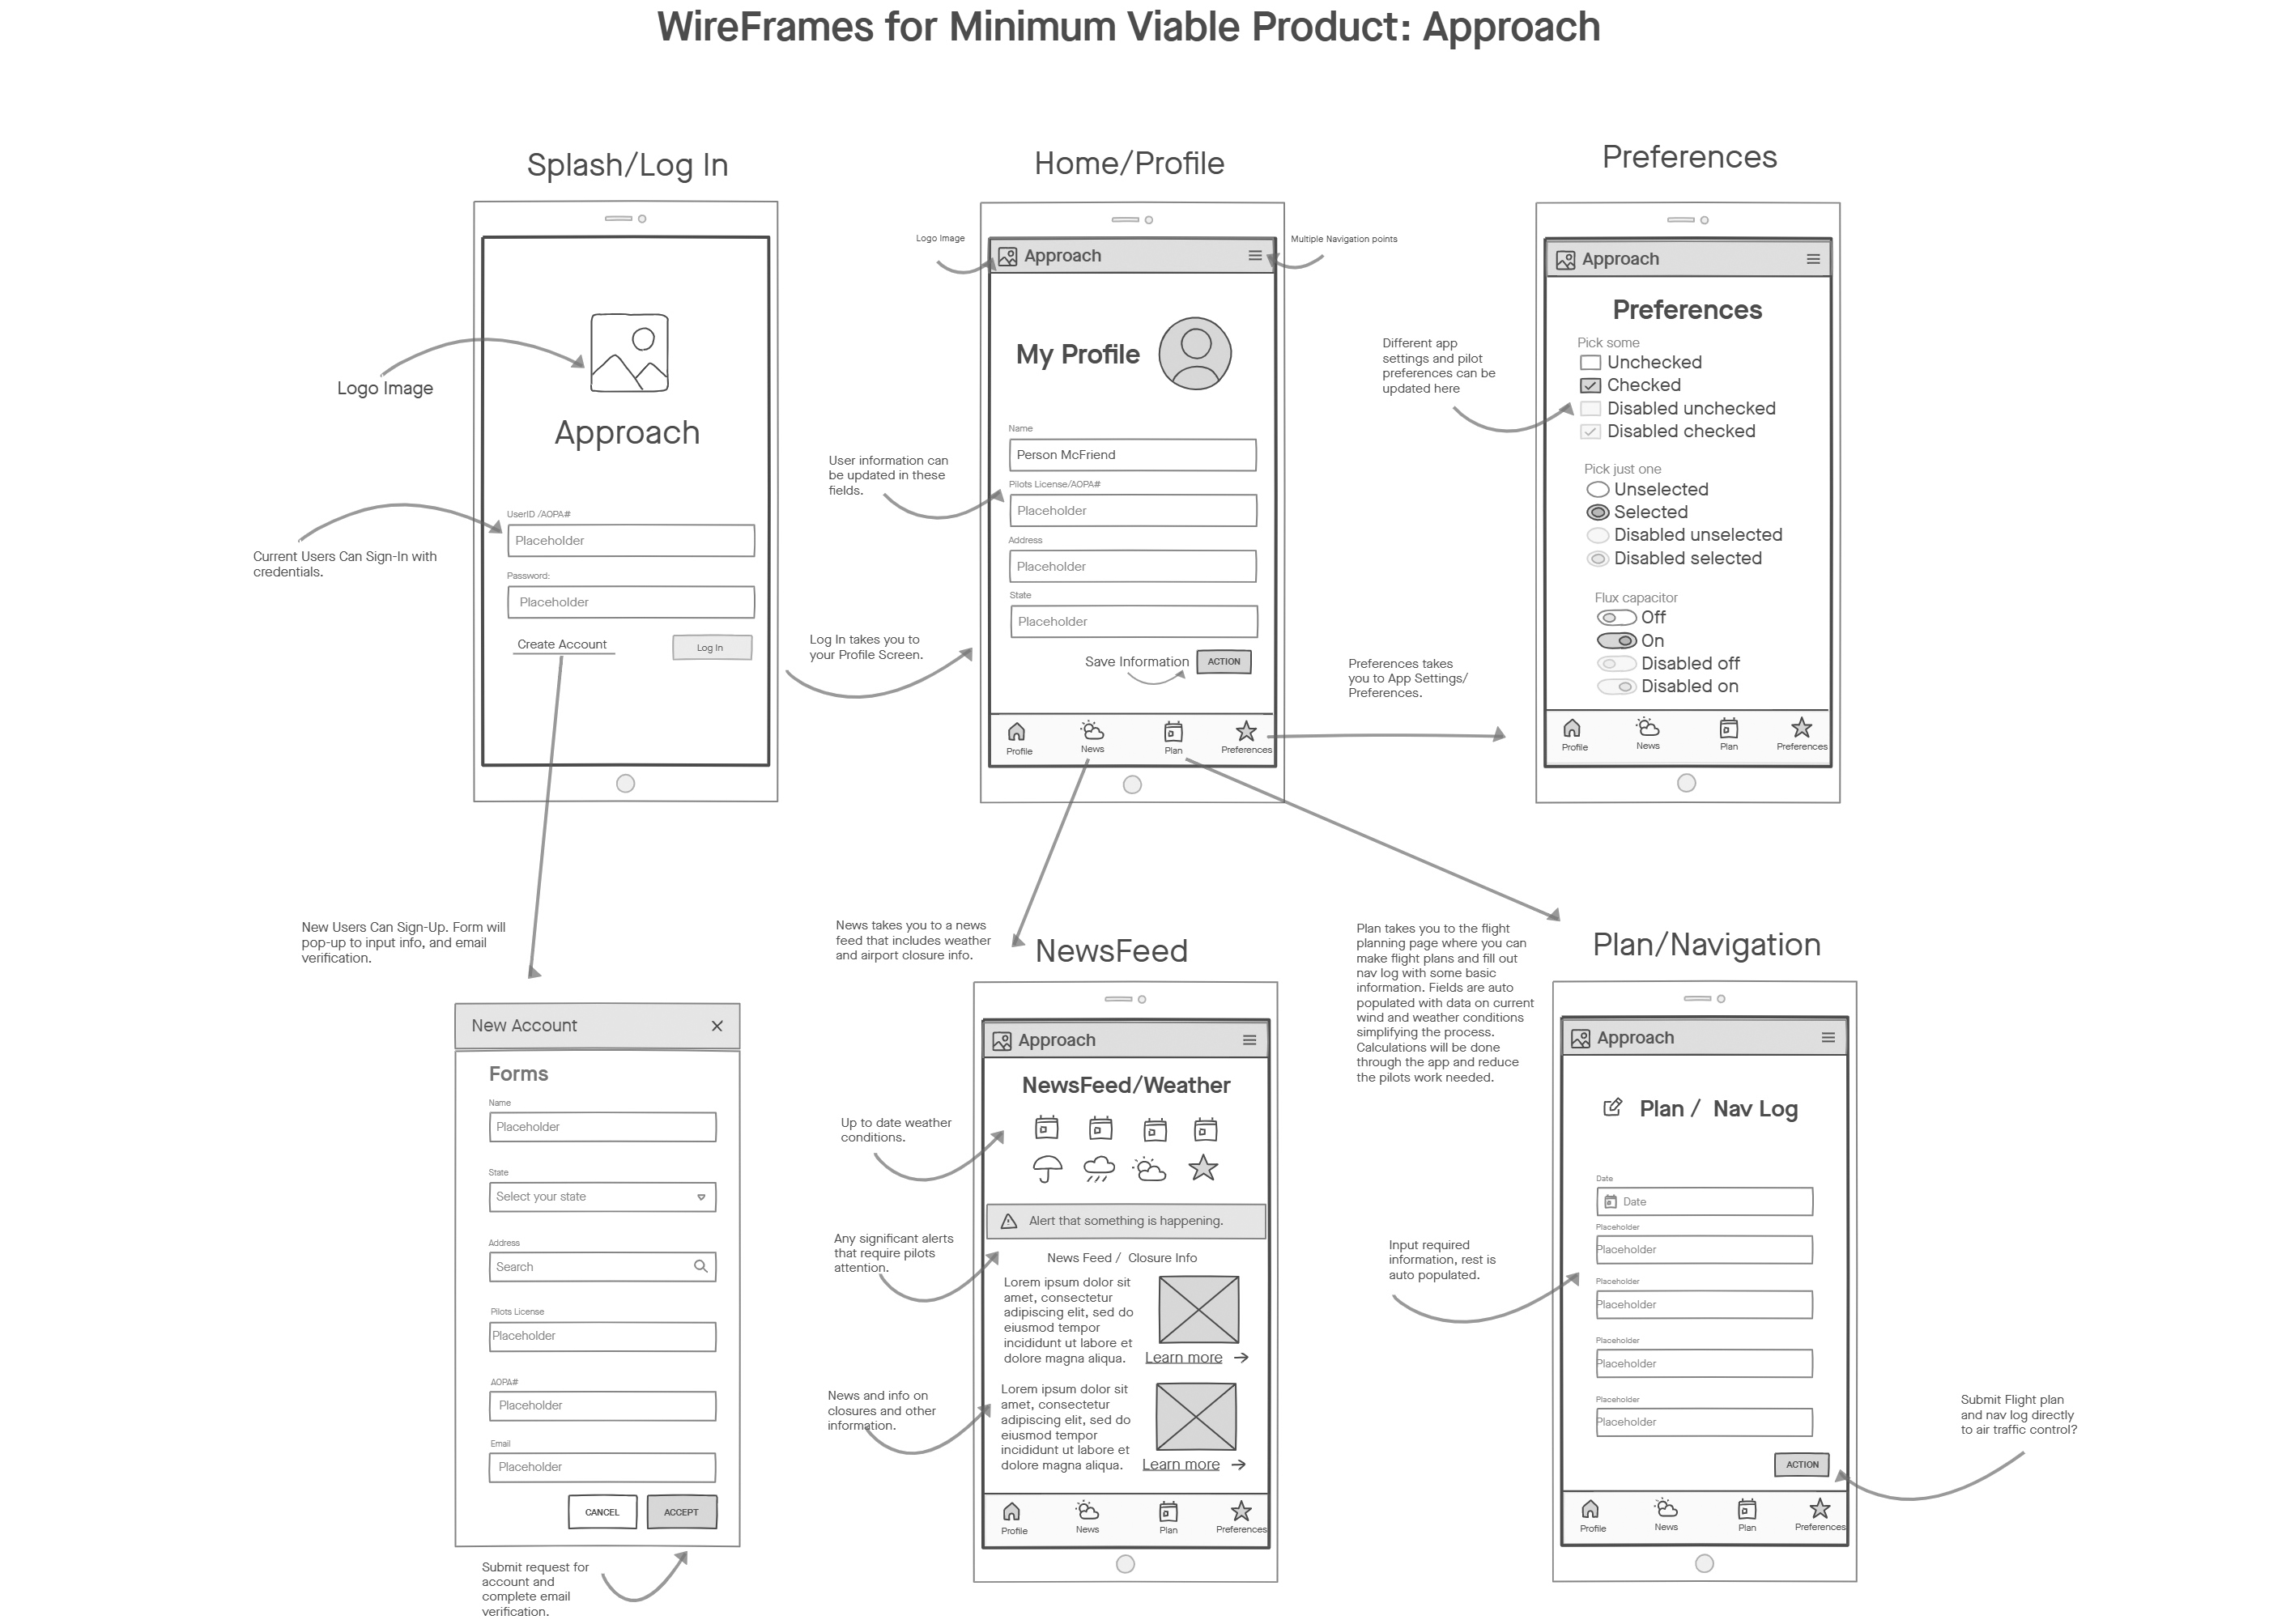 WireFrames for Minimum Viable Product: Approach
Splash/Log In
Logo Image
Approach
Current Users Can Sign-In with
credentials.
UserID /AOPA#
Placeholder
Password:
Placeholder
Create Account
Log In
Home/Profile
Logo Image
Multiple Navigation points
Approach
My Profile
User information can
be updated in these
fields.
Name
Person McFriend
Pilots License/AOPA#
Placeholder
Address
Placeholder
State
Placeholder
Save Information
ACTION
Log In takes you to
your Profile Screen.
Profile
News
Plan
Preferences
Preferences takes
you to App Settings/
Preferences.
Preferences
Approach
Preferences
Different app
settings and pilot
preferences can be
updated here
Pick some
Unchecked
Checked
Disabled unchecked
Disabled checked
Pick just one
Unselected
Selected
Disabled unselected
Disabled selected
Flux capacitor
Off
On
Disabled off
Disabled on
Profile
News
Plan
Preferences
New Users Can Sign-Up. Form will
pop-up to input info, and email
verification.
New Account
Forms
Name
Placeholder
State
Select your state
Address
Search
Pilots License
Placeholder
AOPA#
Placeholder
Email
Placeholder
CANCEL
ACCEPT
Submit request for
account and
complete email
verification.
News takes you to a news
feed that includes weather
and airport closure info.
NewsFeed
Approach
NewsFeed/Weather
Up to date weather
conditions.
Alert that something is happening.
Any significant alerts
that require pilots
attention.
News Feed / Closure Info
Lorem ipsum dolor sit
amet, consectetur
adipiscing elit, sed do
eiusmod tempor
incididunt ut labore et
dolore magna aliqua.
Learn more
News and info on
closures and other
information.
Lorem ipsum dolor sit
amet, consectetur
adipiscing elit, sed do
eiusmod tempor
incididunt ut labore et
dolore magna aliqua.
Learn more
Profile
News
Plan
Preferences
Plan takes you to the flight
planning page where you can
make flight plans and fill out
nav log with some basic
information. Fields are auto
populated with data on current
wind and weather conditions
simplifying the process.
Calculations will be done
through the app and reduce
the pilots work needed.
Plan/Navigation
Approach
Plan / Nav Log
Date
Date
Placeholder
Placeholder
Input required
information, rest is
auto populated.
Placeholder
Placeholder
Placeholder
Placeholder
Placeholder
Placeholder
ACTION
Submit Flight plan
and nav log directly
to air traffic control?
Profile
News
Plan
Preferences